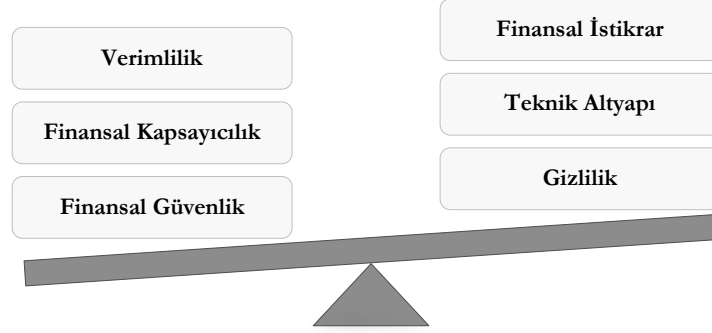 Verimlilik
Finansal Kapsayıcılık
Finansal Güvenlik
Finansal İstikrar
Teknik Altyapı
Gizlilik